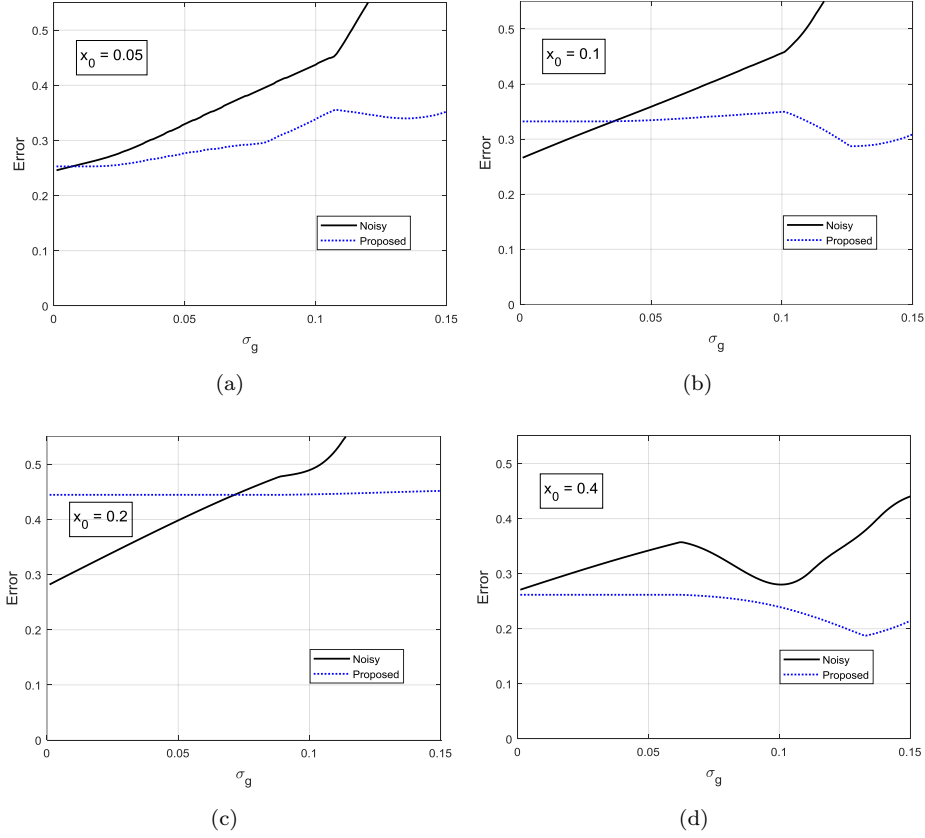 x0 = 0.05
0.5
0.4
0.3
0.2
0.1
0
Error
Noisy
Proposed
0
0.05
0.1
0.15
σg
(a)
x0 = 0.1
0.5
0.4
0.3
0.2
0.1
0
Error
Noisy
Proposed
0
0.05
0.1
0.15
σg
(b)
x0 = 0.2
0.5
0.4
0.3
0.2
0.1
0
Error
Noisy
Proposed
0
0.05
0.1
0.15
σg
(c)
x0 = 0.4
0.5
0.4
0.3
0.2
0.1
0
Error
Noisy
Proposed
0
0.05
0.1
0.15
σg
(d)